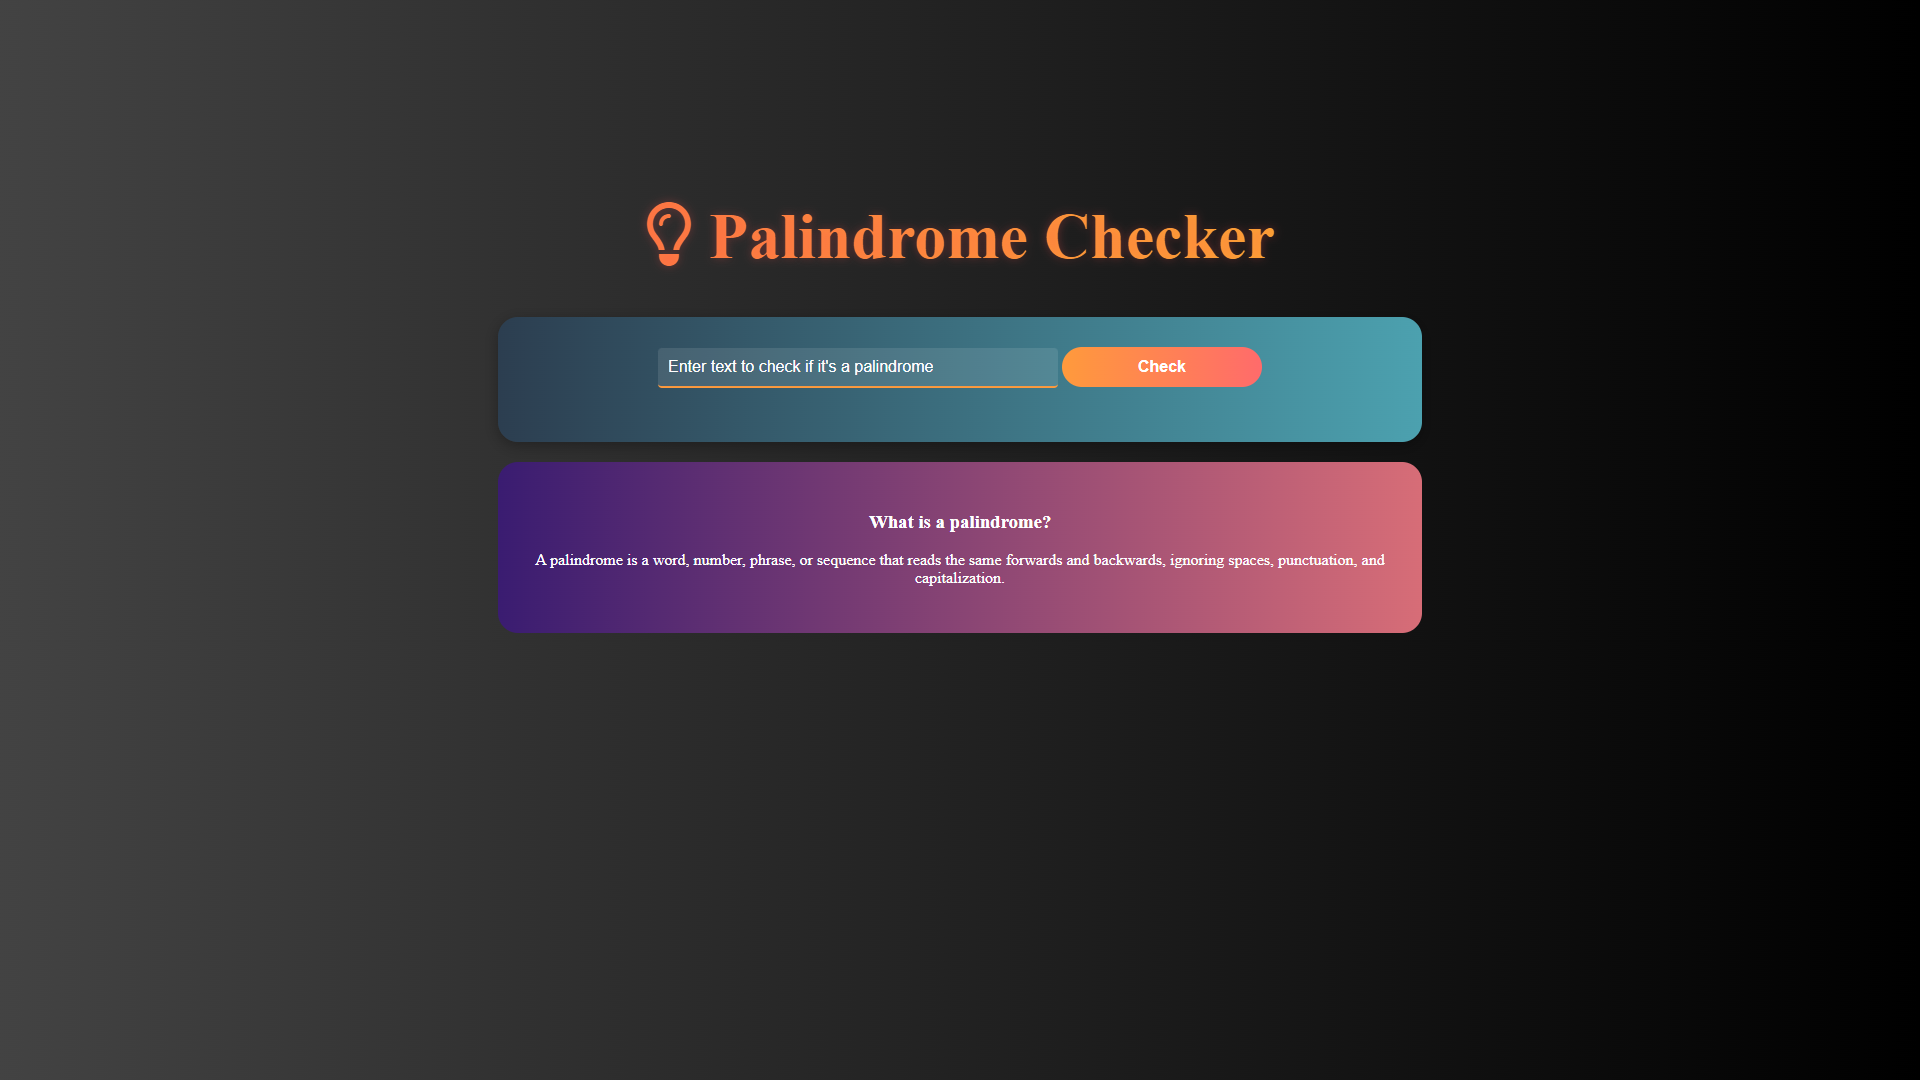 Palindrome Checker
Enter text to check if it's a palindrome
Check
What is a palindrome?
A palindrome is a word, number, phrase, or sequence that reads the same forwards and backwards, ignoring spaces, punctuation, and
capitalization.